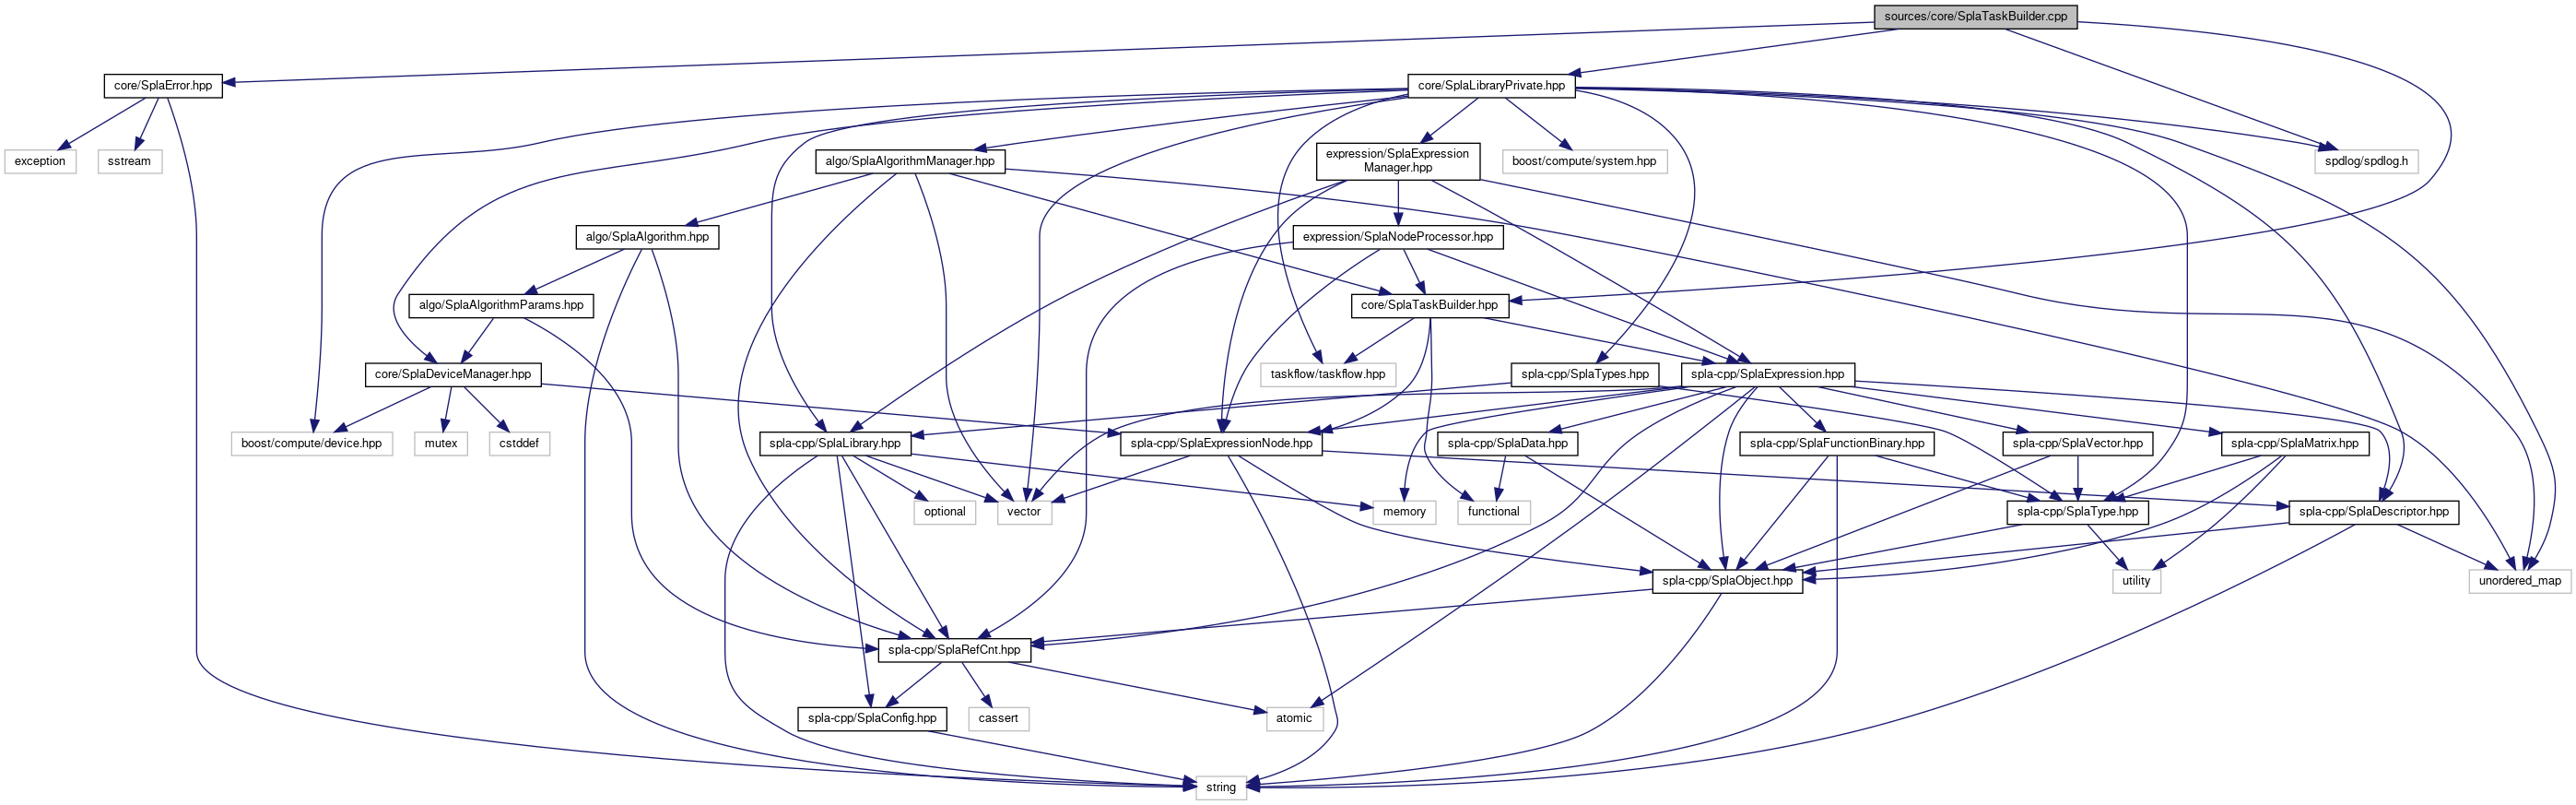 sources/core/SplaTaskBuilder.cpp
core/SplaError.hpp
core/SplaLibraryPrivate.hpp
exception
sstream
algo/SplaAlgorithmManager.hpp
expression/SplaExpression
Manager.hpp
boost/compute/system.hpp
spdlog/spdlog.h
algo/SplaAlgorithm.hpp
expression/SplaNodeProcessor.hpp
algo/SplaAlgorithmParams.hpp
core/SplaTaskBuilder.hpp
core/SplaDeviceManager.hpp
taskflow/taskflow.hpp
spla-cpp/SplaTypes.hpp
spla-cpp/SplaExpression.hpp
boost/compute/device.hpp
mutex
cstddef
spla-cpp/SplaLibrary.hpp
spla-cpp/SplaExpressionNode.hpp
spla-cpp/SplaData.hpp
spla-cpp/SplaFunctionBinary.hpp
spla-cpp/SplaVector.hpp
spla-cpp/SplaMatrix.hpp
optional
vector
memory
functional
spla-cpp/SplaType.hpp
spla-cpp/SplaDescriptor.hpp
spla-cpp/SplaObject.hpp
utility
unordered_map
spla-cpp/SplaRefCnt.hpp
spla-cpp/SplaConfig.hpp
cassert
atomic
string